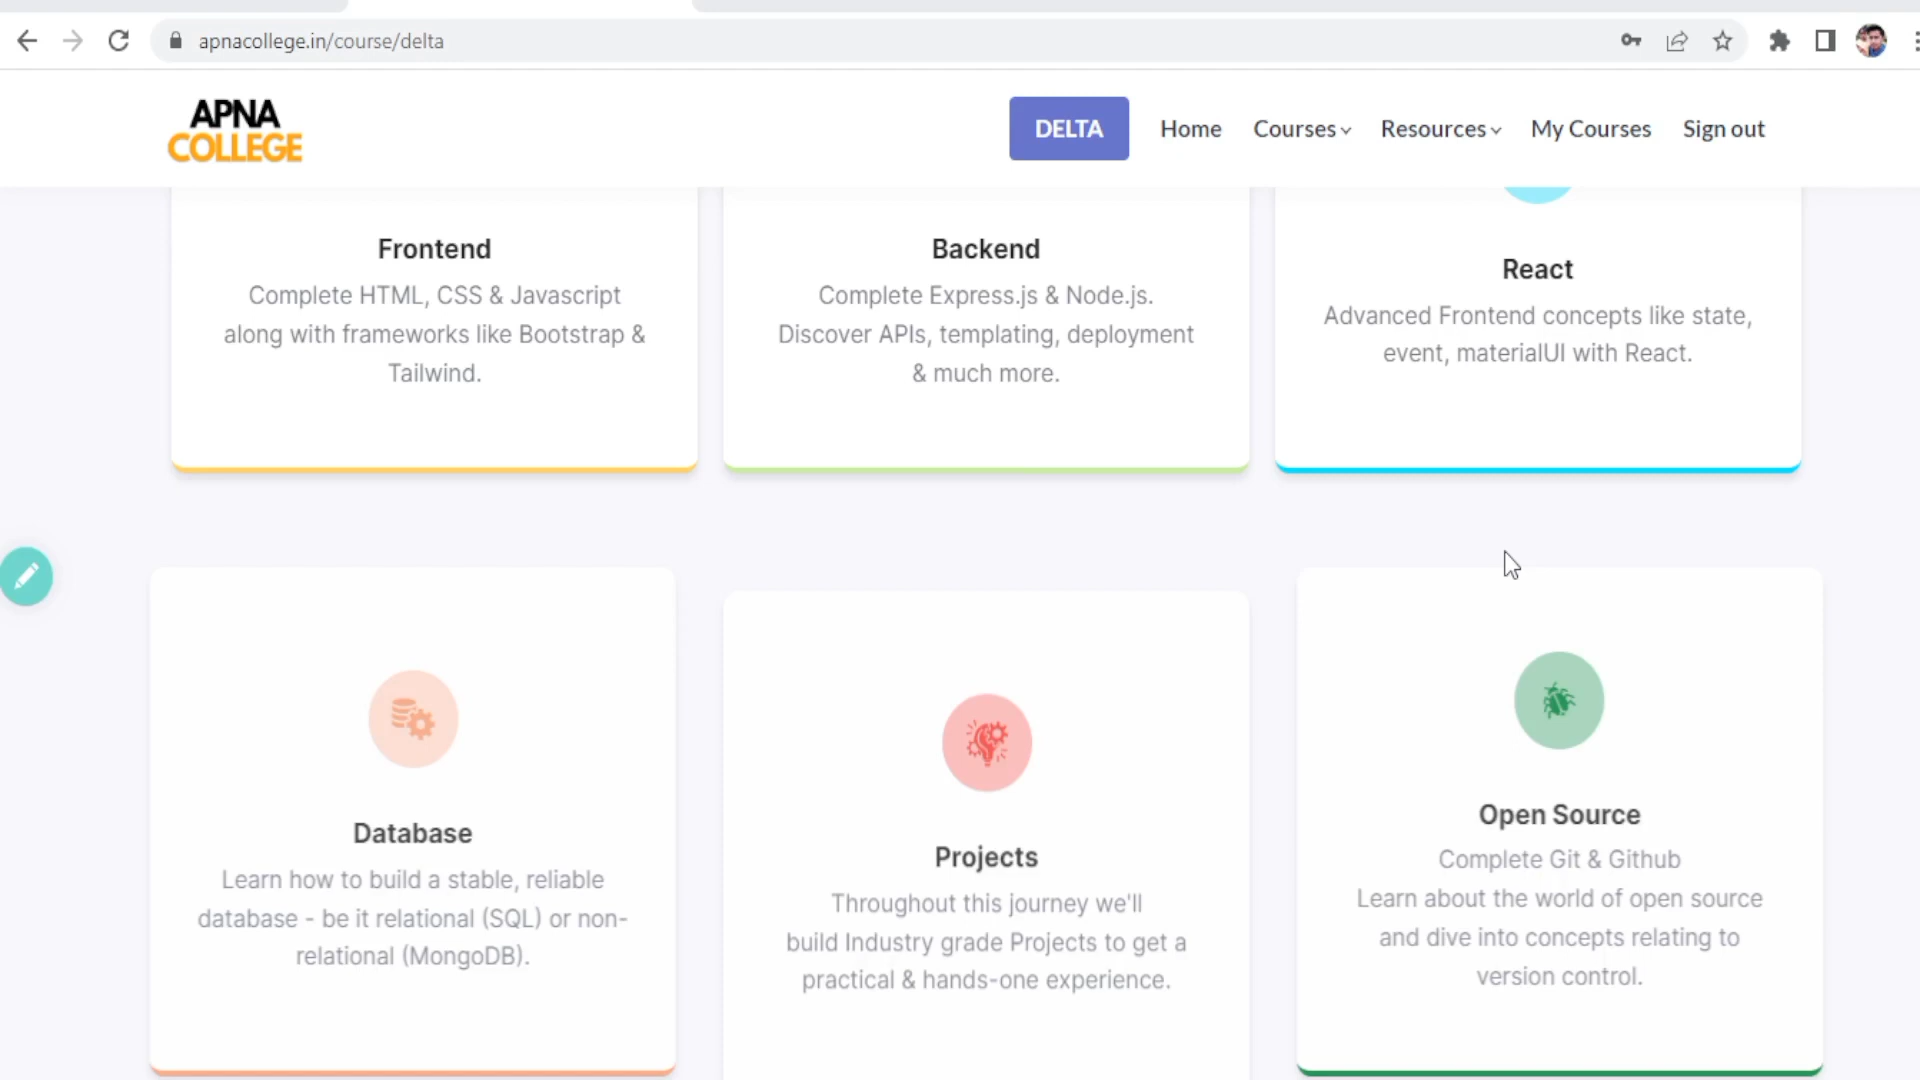 apnacollege.in/course/delta
APNA
COLLEGE
DELTA
Home
Courses
Resources
My Courses
Sign out
Frontend
Complete HTML, CSS & Javascript
along with frameworks like Bootstrap &
Tailwind.
Backend
Complete Express.js & Node.js.
Discover APIs, templating, deployment
& much more.
React
Advanced Frontend concepts like state,
event, materialUI with React.
Database
Learn how to build a stable, reliable
database - be it relational (SQL) or non-
relational (MongoDB).
Projects
Throughout this journey we'll
build Industry grade Projects to get a
practical & hands-one experience.
Open Source
Complete Git & Github
Learn about the world of open source
and dive into concepts relating to
version control.